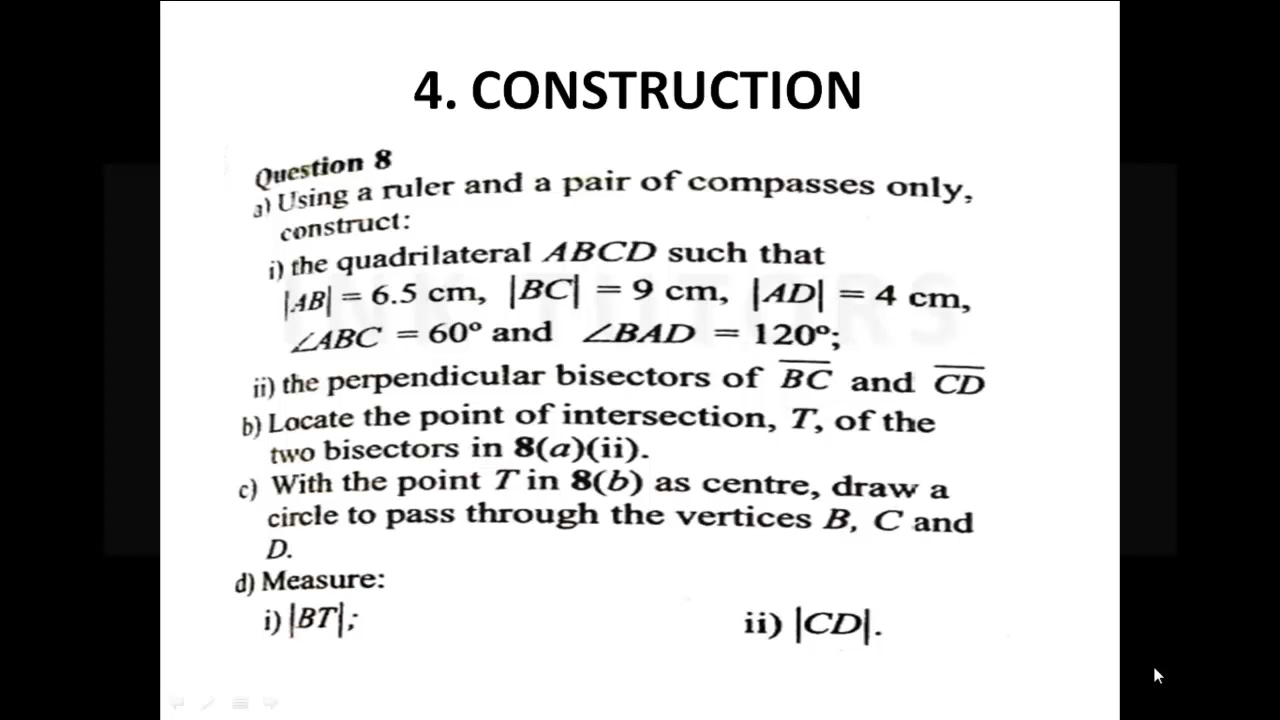 4. CONSTRUCTION
Question 8
a) Using a ruler and a pair of compasses only,
construct:
i) the quadrilateral ABCD such that
|AB| = 6.5 cm, |BC| = 9 cm, |AD| = 4 cm,
∠ABC = 60° and ∠BAD = 120°;
ii) the perpendicular bisectors of B̅C̅ and C̅D̅
b) Locate the point of intersection, T, of the
two bisectors in 8(a)(ii).
c) With the point T in 8(b) as centre, draw a
circle to pass through the vertices B, C and
D.
d) Measure:
i) |BT|; ii) |CD|.
INK TUTORS